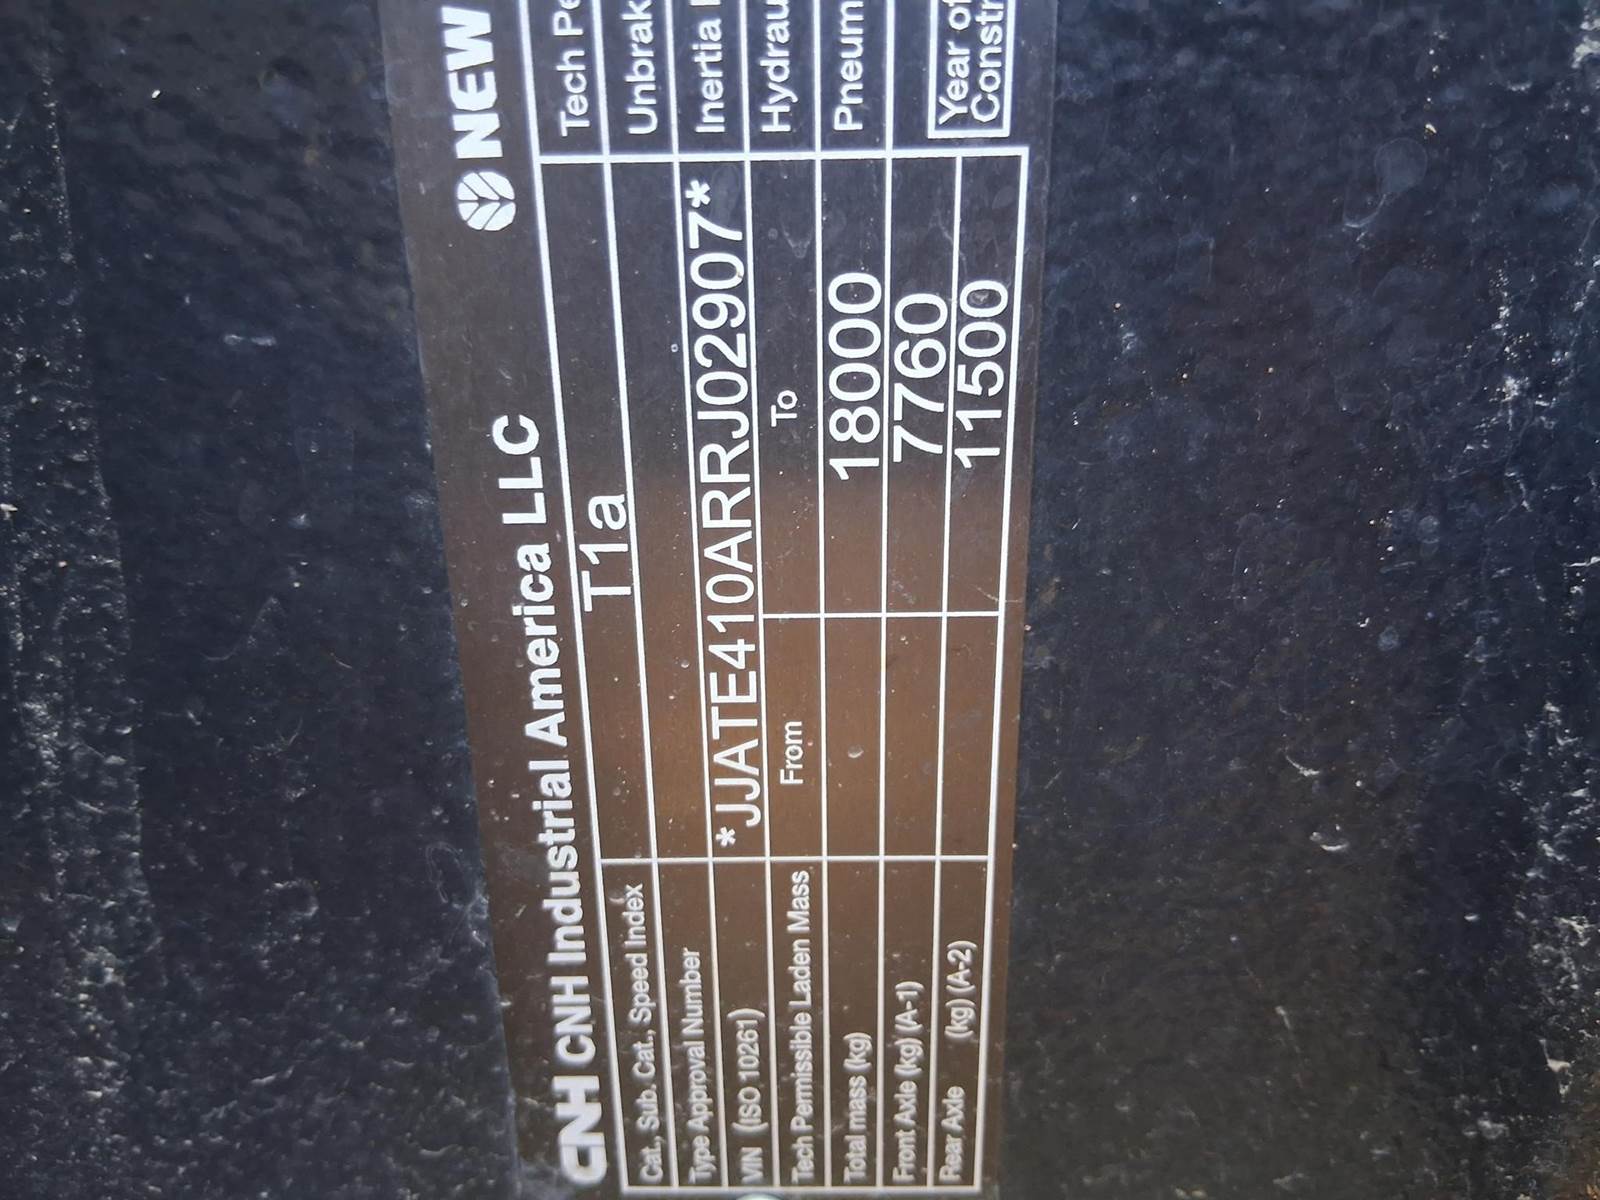 CNH CNH Industrial America LLC NEW
Cat., Sub. Cat., Speed Index T1a
Type Approval Number
VIN (ISO 10261) *JJATE410ARRJ02907*
Tech Permissible Laden Mass From To
Total mass (kg) 18000
Front Axle (kg) (A-1) 7760
Rear Axle (kg) (A-2) 11500
Tech Pe
Unbrak
Inertia
Hydrau
Pneum
Year of
Constr